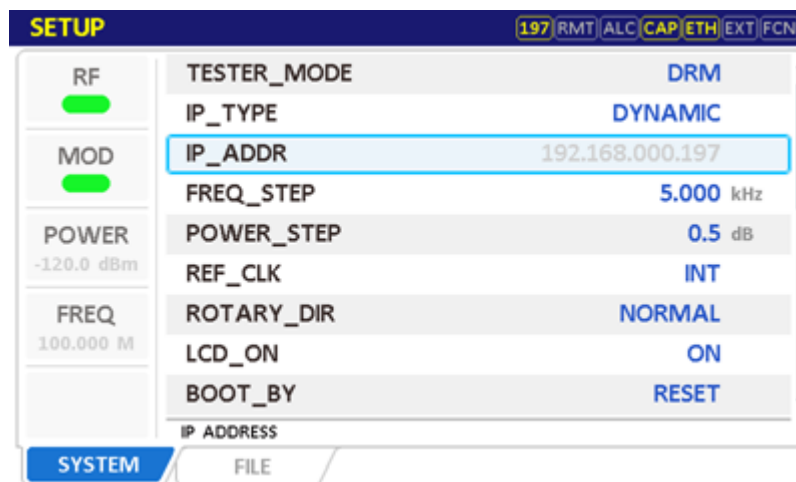 SETUP 197 RMT ALC CAP ETH EXT FCN
RF
MOD
POWER
-120.0 dBm
FREQ
100.000 M
TESTER_MODE DRM
IP_TYPE DYNAMIC
IP_ADDR 192.168.000.197
FREQ_STEP 5.000 kHz
POWER_STEP 0.5 dB
REF_CLK INT
ROTARY_DIR NORMAL
LCD_ON ON
BOOT_BY RESET
IP ADDRESS
SYSTEM FILE